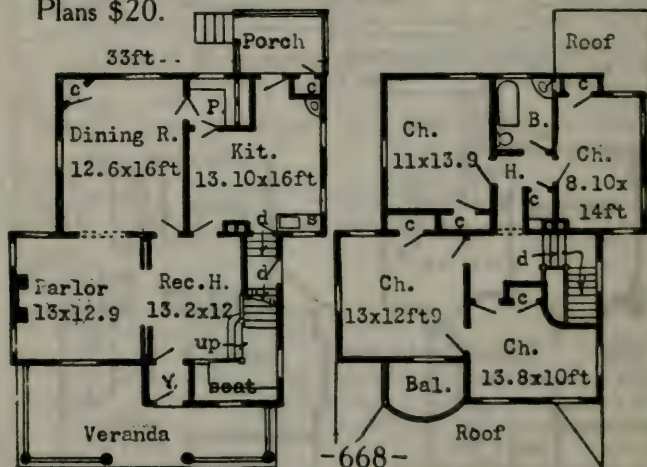 Plans $20.
33ft..
Porch
c
P.
c
Dining R.
12.6x16ft
Kit.
13.10x16ft
d
s
d
Parlor
13x12.9
Rec.H.
13.2x12
up
V.
seat
Veranda
Roof
c
B.
Ch.
11x13.9
H.
Ch.
8.10x
14ft
c
c
c
d
Ch.
13x12ft9
c
Ch.
13.8x10ft
Bal.
Roof
-668-